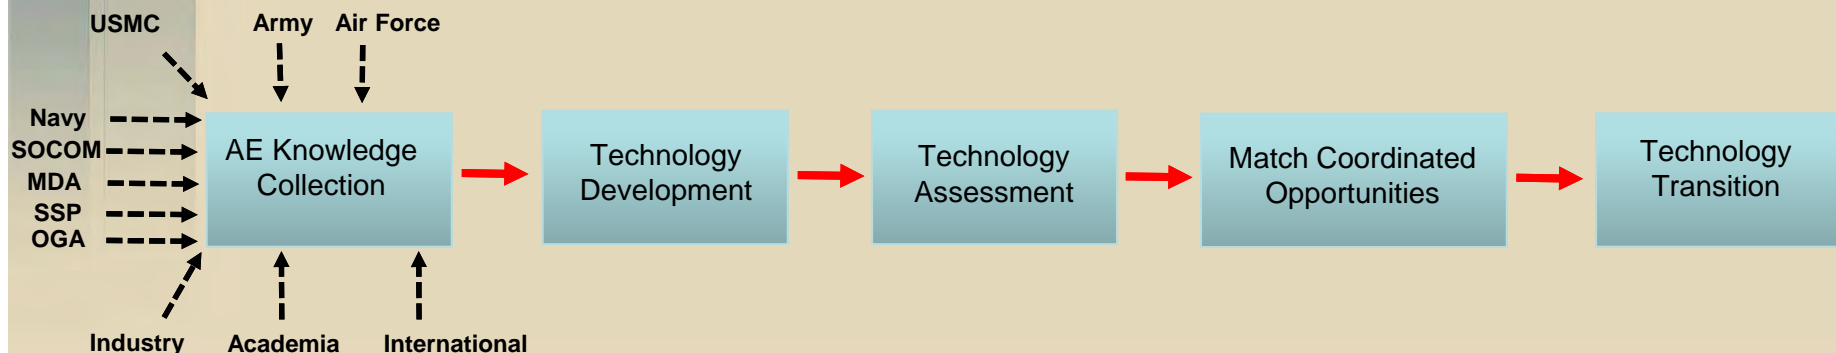 USMC
Army
Air Force
Navy
SOCOM
MDA
SSP
OGA
AE Knowledge
Collection
Technology
Development
Technology
Assessment
Match Coordinated
Opportunities
Technology
Transition
Industry
Academia
International